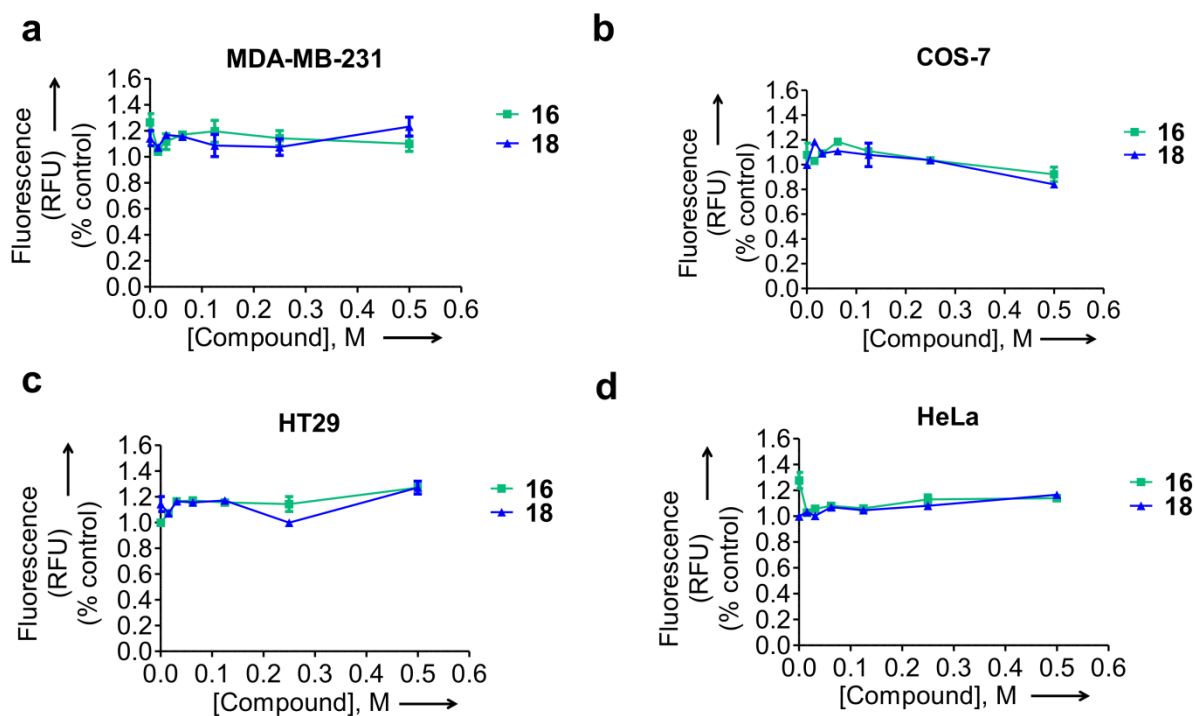 a
MDA-MB-231
Fluorescence
(RFU)
(% control)
1.6
1.4
1.2
1.0
0.8
0.6
0.4
0.2
0.0
0.0 0.1 0.2 0.3 0.4 0.5 0.6
[Compound], M
16
18
b
COS-7
Fluorescence
(RFU)
(% control)
1.6
1.4
1.2
1.0
0.8
0.6
0.4
0.2
0.0
0.0 0.1 0.2 0.3 0.4 0.5 0.6
[Compound], M
16
18
c
HT29
Fluorescence
(RFU)
(% control)
1.6
1.4
1.2
1.0
0.8
0.6
0.4
0.2
0.0
0.0 0.1 0.2 0.3 0.4 0.5 0.6
[Compound], M
16
18
d
HeLa
Fluorescence
(RFU)
(% control)
1.6
1.4
1.2
1.0
0.8
0.6
0.4
0.2
0.0
0.0 0.1 0.2 0.3 0.4 0.5 0.6
[Compound], M
16
18